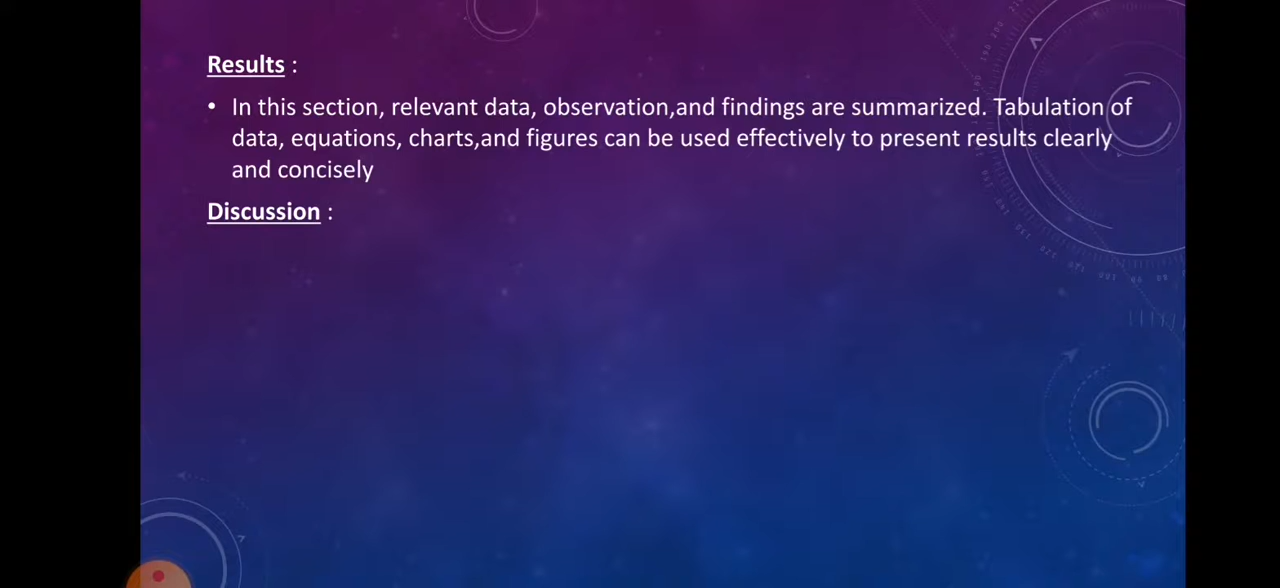 Results :
• In this section, relevant data, observation,and findings are summarized. Tabulation of
data, equations, charts,and figures can be used effectively to present results clearly
and concisely
Discussion :